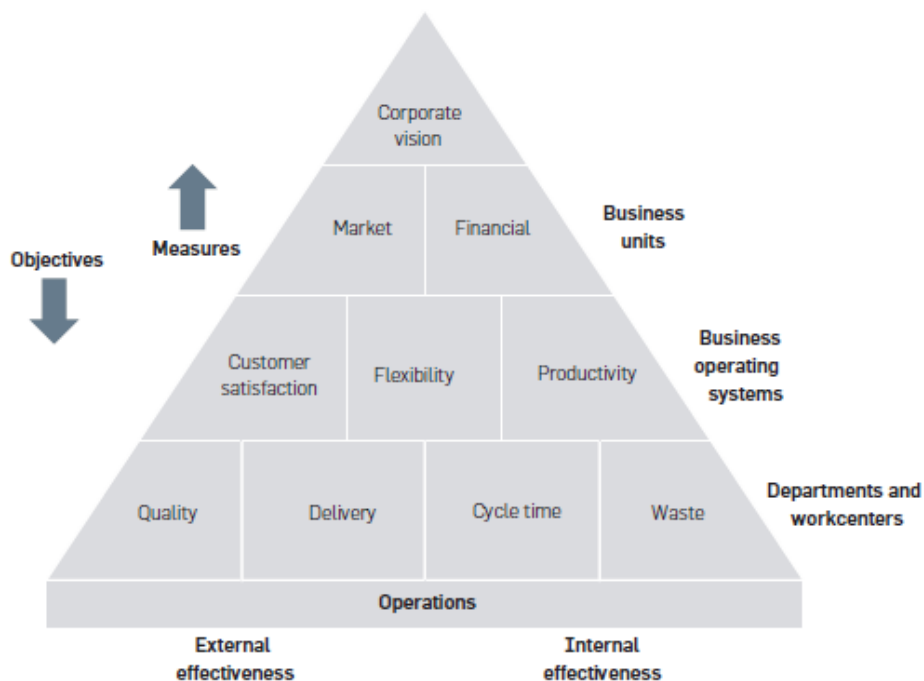 Corporate
vision
Measures
Objectives
Market
Financial
Business
units
Customer
satisfaction
Flexibility
Productivity
Business
operating
systems
Quality
Delivery
Cycle time
Waste
Departments and
workcenters
Operations
External
effectiveness
Internal
effectiveness